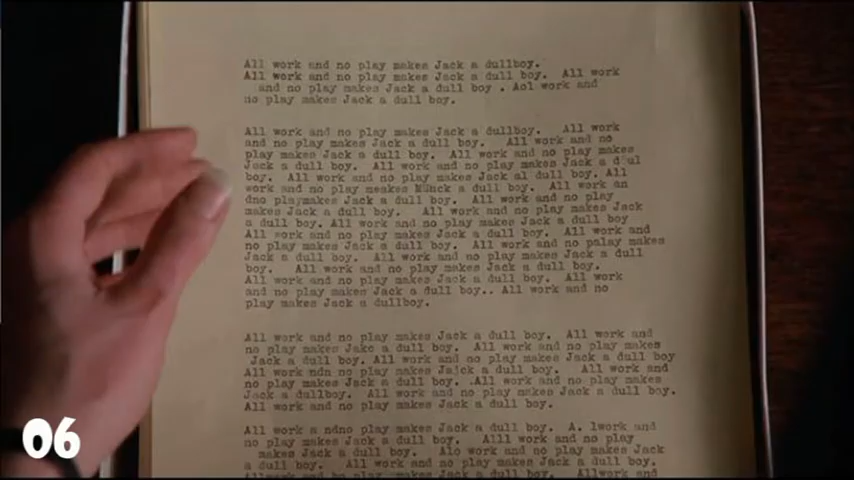 All work and no play makes Jack a dullboy.
All work and no play makes Jack a dull boy.  All work
and no play makes Jack a dull boy . Aol work and
no play makes Jack a dull boy.
All work and no play makes Jack a dullboy.   All work
and no play makes Jack a dull boy.   All work and no
play makes Jack a dull boy.  All work and no play makes
Jack a dull boy.  All work and no play makes Jack a d ul
boy.  All work and no play makes Jack al dull boy. All
work and no play meakes Munck a dull boy.  All work an
dno playmakes Jack a dull boy.  All work and no play
makes Jack a dull boy.   All work and no play makes Jack
a dull boy. All work and no play makes Jack a dull boy
All work and no play makes Jack a dull boy.  All work and
no play makes Jack a dull boy.  All work and no palay makes
Jack a dull boy.  All work and no play makes Jack a dull
boy.   All work and no play makes Jack a dull boy.
All work and no play makes Jack a dull boy.  All work
and no play makes Jack a dull boy.. All work and no
play makes Jack a dullboy.
All work and no play makes Jack a dull boy.  All work and
no play makes Jakc a dull boy.  All work and no play makes
Jack a dull boy. All work and no play makes Jack a dull boy
All work ndn no play makes Jajck a dull boy.   All work and
no play makes Jack a dull boy. .All work and no play makes
Jack a dullboy.  All work and no play makes Jack a dull boy.
All work and no play makes Jack a dull boy.
All work a ndno play makes Jack a dull boy.  A. lwork and
no play makes Jack a dull boy.   Alll work and no play
makes Jack a dull boy.   Alo work and no play makes Jack
a dull boy.   All work and no play makes Jack a dull boy.
no play makes Jack a dull boy.  Allwork and
06